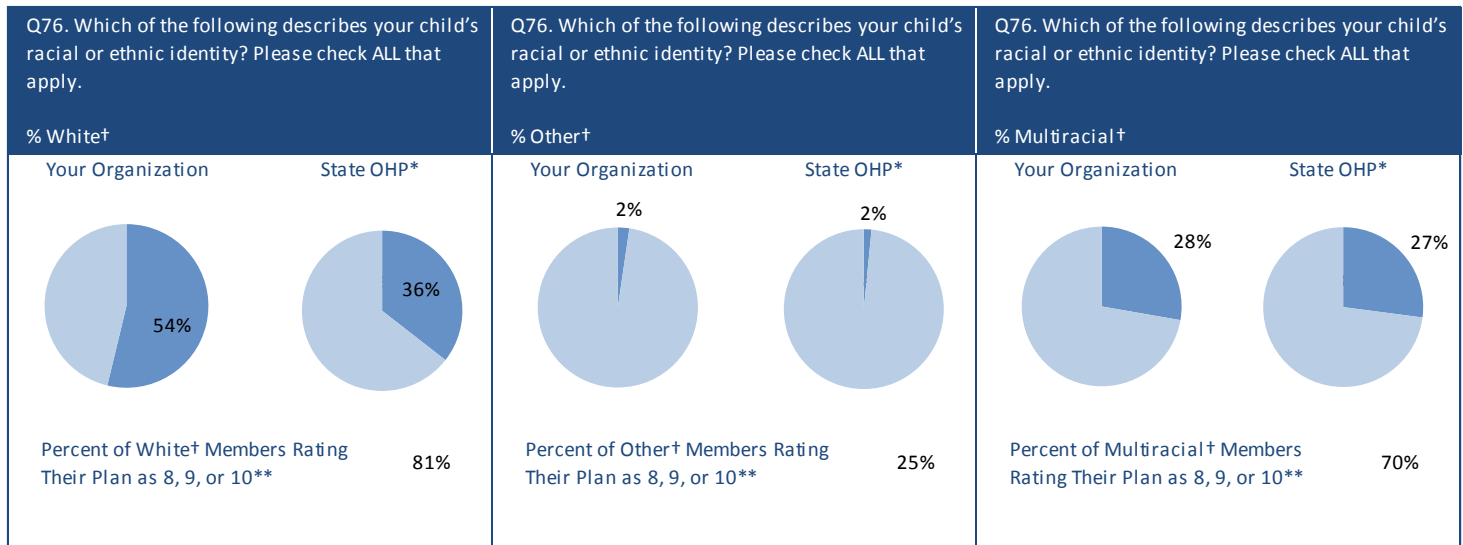 Q76. Which of the following describes your child's
racial or ethnic identity? Please check ALL that
apply.
% White†
Your Organization
State OHP*
54%
36%
Percent of White† Members Rating
Their Plan as 8, 9, or 10**
81%
Q76. Which of the following describes your child's
racial or ethnic identity? Please check ALL that
apply.
% Other†
Your Organization
State OHP*
2%
2%
Percent of Other† Members Rating
Their Plan as 8, 9, or 10**
25%
Q76. Which of the following describes your child's
racial or ethnic identity? Please check ALL that
apply.
% Multiracial†
Your Organization
State OHP*
28%
27%
Percent of Multiracial† Members
Rating Their Plan as 8, 9, or 10**
70%